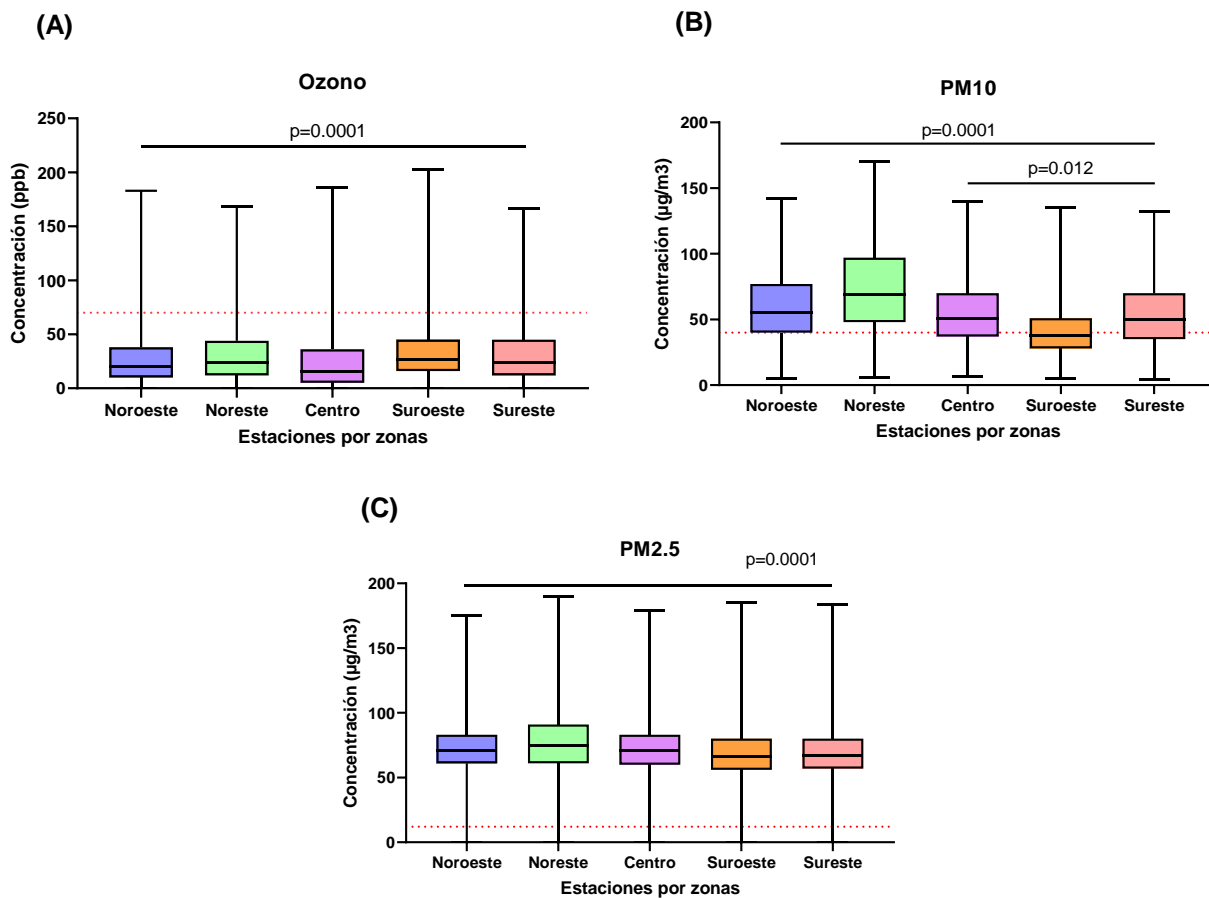 (A)
Ozono
p=0.0001
250
200
150
100
50
0
Concentración (ppb)
Noroeste Noreste Centro Suroeste Sureste
Estaciones por zonas
(B)
PM10
p=0.0001
p=0.012
200
150
100
50
0
Concentración (µg/m3)
Noroeste Noreste Centro Suroeste Sureste
Estaciones por zonas
(C)
PM2.5
p=0.0001
200
150
100
50
0
Concentración (µg/m3)
Noroeste Noreste Centro Suroeste Sureste
Estaciones por zonas